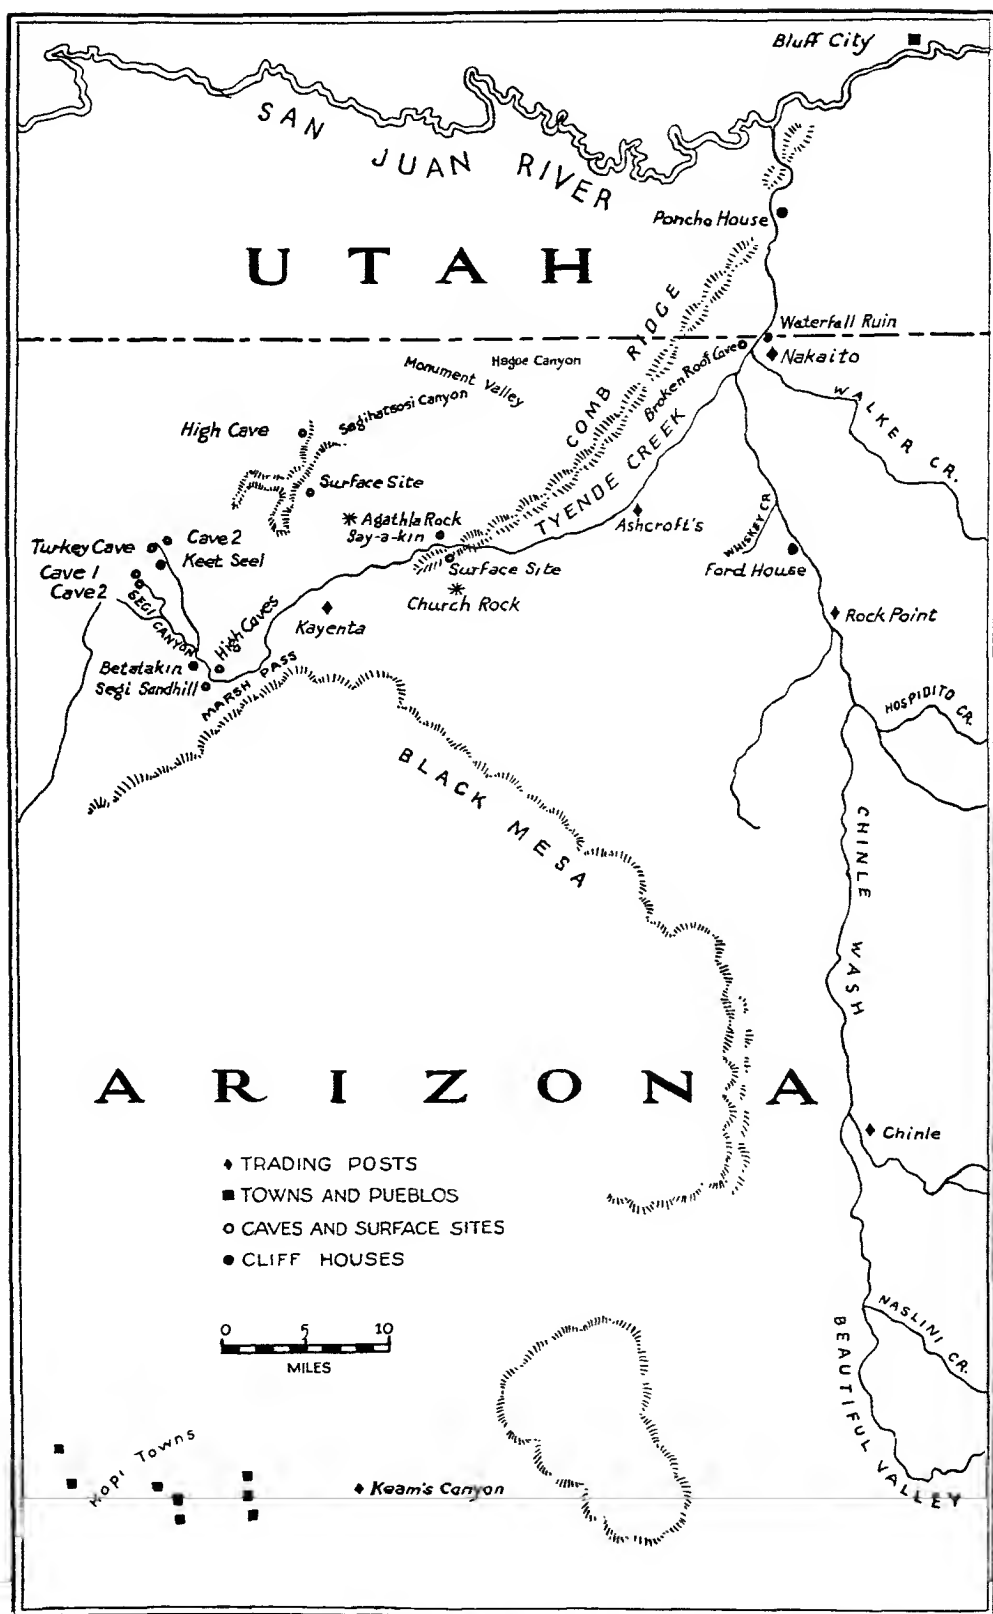 Bluff City
SAN JUAN RIVER
Poncho House
UTAH
COMB RIDGE
Waterfall Ruin
Nakaito
Broken Roof Cave
WALKER CR.
Hague Canyon
Monument Valley
Segihatsosi Canyon
High Cave
Surface Site
TYENDE CREEK
Agathla Rock
Say-a-kin
Ashcroft's
WHISKEY CR
Ford House
Cave 2
Turkey Cave
Keet Seel
Cave 1
Cave 2
SEGI CANYON
Surface Site
Church Rock
Kayenta
High Caves
Rock Point
Betatakin
Segi Sandhill
MARSH PASS
HOSPIDITO CR.
BLACK MESA
CHINLE WASH
ARIZONA
Chinle
TRADING POSTS
TOWNS AND PUEBLOS
CAVES AND SURFACE SITES
CLIFF HOUSES
0 5 10
MILES
NASLINI CR.
BEAUTIFUL VALLEY
Hopi Towns
Keam's Canyon